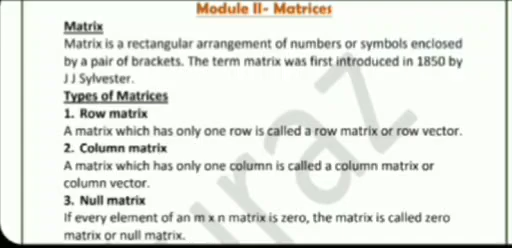 Module II- Matrices
Matrix
Matrix is a rectangular arrangement of numbers or symbols enclosed
by a pair of brackets. The term matrix was first introduced in 1850 by
J J Sylvester.
Types of Matrices
1. Row matrix
A matrix which has only one row is called a row matrix or row vector.
2. Column matrix
A matrix which has only one column is called a column matrix or
column vector.
3. Null matrix
If every element of an m x n matrix is zero, the matrix is called zero
matrix or null matrix.